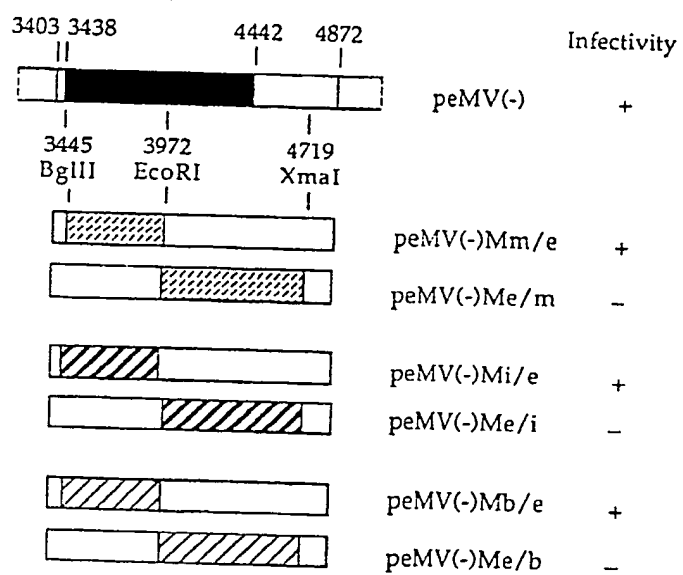 3403 3438 4442 4872 Infectivity
peMV(-) +
3445 3972 4719
BglII EcoRI XmaI
peMV(-)Mm/e +
peMV(-)Me/m −
peMV(-)Mi/e +
peMV(-)Me/i −
peMV(-)Mb/e +
peMV(-)Me/b −